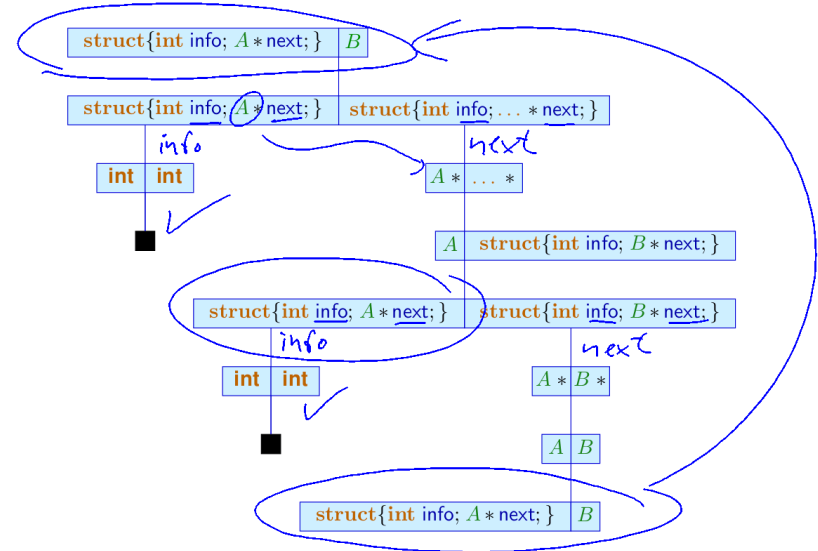 struct{int info; A*next;} B
struct{int info; A*next;} struct{int info;... *next;}
info next
int int A* ...*
A struct{int info; B*next;}
struct{int info; A*next;} struct{int info; B*next;}
info next
int int A* B*
A B
struct{int info; A*next;} B